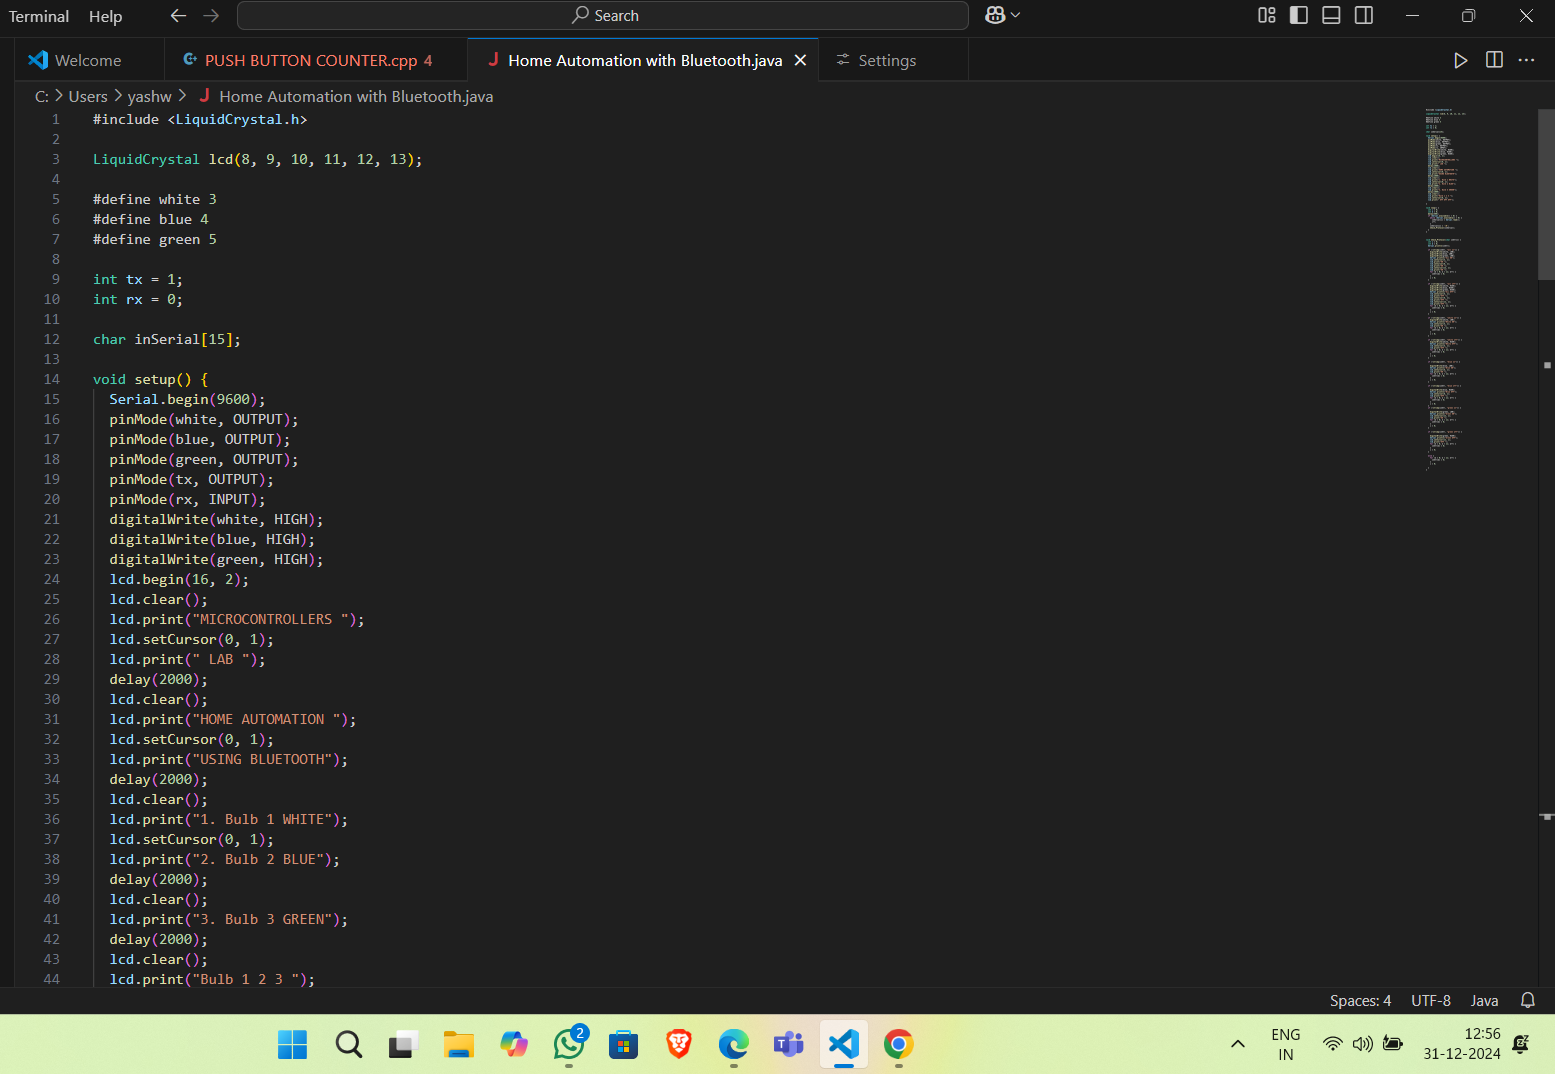 Terminal Help Search
Welcome PUSH BUTTON COUNTER.cpp 4 Home Automation with Bluetooth.java Settings
C: > Users > yashw > J Home Automation with Bluetooth.java
1 #include <LiquidCrystal.h>
2
3 LiquidCrystal lcd(8, 9, 10, 11, 12, 13);
4
5 #define white 3
6 #define blue 4
7 #define green 5
8
9 int tx = 1;
10 int rx = 0;
11
12 char inSerial[15];
13
14 void setup() {
15 Serial.begin(9600);
16 pinMode(white, OUTPUT);
17 pinMode(blue, OUTPUT);
18 pinMode(green, OUTPUT);
19 pinMode(tx, OUTPUT);
20 pinMode(rx, INPUT);
21 digitalWrite(white, HIGH);
22 digitalWrite(blue, HIGH);
23 digitalWrite(green, HIGH);
24 lcd.begin(16, 2);
25 lcd.clear();
26 lcd.print("MICROCONTROLLERS ");
27 lcd.setCursor(0, 1);
28 lcd.print(" LAB ");
29 delay(2000);
30 lcd.clear();
31 lcd.print("HOME AUTOMATION ");
32 lcd.setCursor(0, 1);
33 lcd.print("USING BLUETOOTH");
34 delay(2000);
35 lcd.clear();
36 lcd.print("1. Bulb 1 WHITE");
37 lcd.setCursor(0, 1);
38 lcd.print("2. Bulb 2 BLUE");
39 delay(2000);
40 lcd.clear();
41 lcd.print("3. Bulb 3 GREEN");
42 delay(2000);
43 lcd.clear();
44 lcd.print("Bulb 1 2 3 ");
Spaces: 4 UTF-8 Java
2
ENG
IN
12:56
31-12-2024